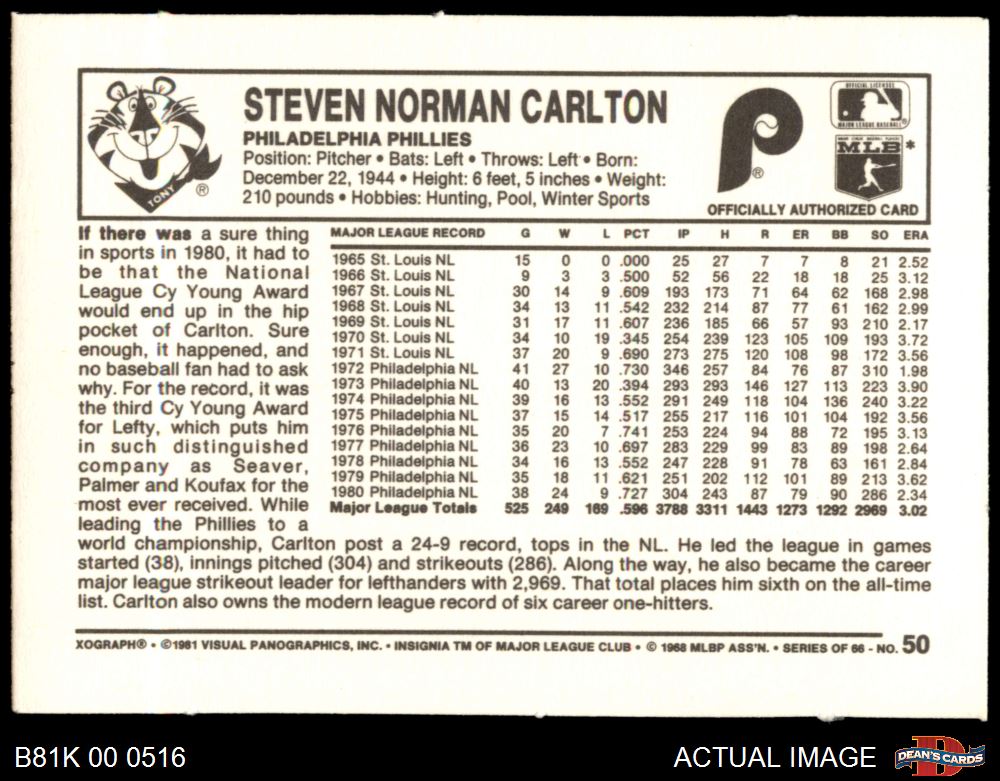 STEVEN NORMAN CARLTON
PHILADELPHIA PHILLIES
Position: Pitcher • Bats: Left • Throws: Left • Born:
December 22, 1944 • Height: 6 feet, 5 inches • Weight:
210 pounds • Hobbies: Hunting, Pool, Winter Sports
TONY ®
®
OFFICIAL LICENSEE
MAJOR LEAGUE BASEBALL ®
MLB *
OFFICIALLY AUTHORIZED CARD
If there was a sure thing
in sports in 1980, it had to
be that the National
League Cy Young Award
would end up in the hip
pocket of Carlton. Sure
enough, it happened, and
no baseball fan had to ask
why. For the record, it was
the third Cy Young Award
for Lefty, which puts him
in such distinguished
company as Seaver,
Palmer and Koufax for the
most ever received. While
leading the Phillies to a
world championship, Carlton post a 24-9 record, tops in the NL. He led the league in games
started (38), innings pitched (304) and strikeouts (286). Along the way, he also became the career
major league strikeout leader for lefthanders with 2,969. That total places him sixth on the all-time
list. Carlton also owns the modern league record of six career one-hitters.
MAJOR LEAGUE RECORD G W L PCT IP H R ER BB SO ERA
1965 St. Louis NL 15 0 0 .000 25 27 7 7 8 21 2.52
1966 St. Louis NL 9 3 3 .500 52 56 22 18 18 25 3.12
1967 St. Louis NL 30 14 9 .609 193 173 71 64 62 168 2.98
1968 St. Louis NL 34 13 11 .542 232 214 87 77 61 162 2.99
1969 St. Louis NL 31 17 11 .607 236 185 66 57 93 210 2.17
1970 St. Louis NL 34 10 19 .345 254 239 123 105 109 193 3.72
1971 St. Louis NL 37 20 9 .690 273 275 120 108 98 172 3.56
1972 Philadelphia NL 41 27 10 .730 346 257 84 76 87 310 1.98
1973 Philadelphia NL 40 13 20 .394 293 293 146 127 113 223 3.90
1974 Philadelphia NL 39 16 13 .552 291 249 118 104 136 240 3.22
1975 Philadelphia NL 37 15 14 .517 255 217 116 101 104 192 3.56
1976 Philadelphia NL 35 20 7 .741 253 224 94 88 72 195 3.13
1977 Philadelphia NL 36 23 10 .697 283 229 99 83 89 198 2.64
1978 Philadelphia NL 34 16 13 .552 247 228 91 78 63 161 2.84
1979 Philadelphia NL 35 18 11 .621 251 202 112 101 89 213 3.62
1980 Philadelphia NL 38 24 9 .727 304 243 87 79 90 286 2.34
Major League Totals 525 249 169 .596 3788 3311 1443 1273 1292 2969 3.02
XOGRAPH® • ©1981 VISUAL PANOGRAPHICS, INC. • INSIGNIA TM OF MAJOR LEAGUE CLUB • © 1968 MLBP ASS'N. • SERIES OF 66 - NO. 50
B81K 00 0516
ACTUAL IMAGE
DEAN'S CARDS